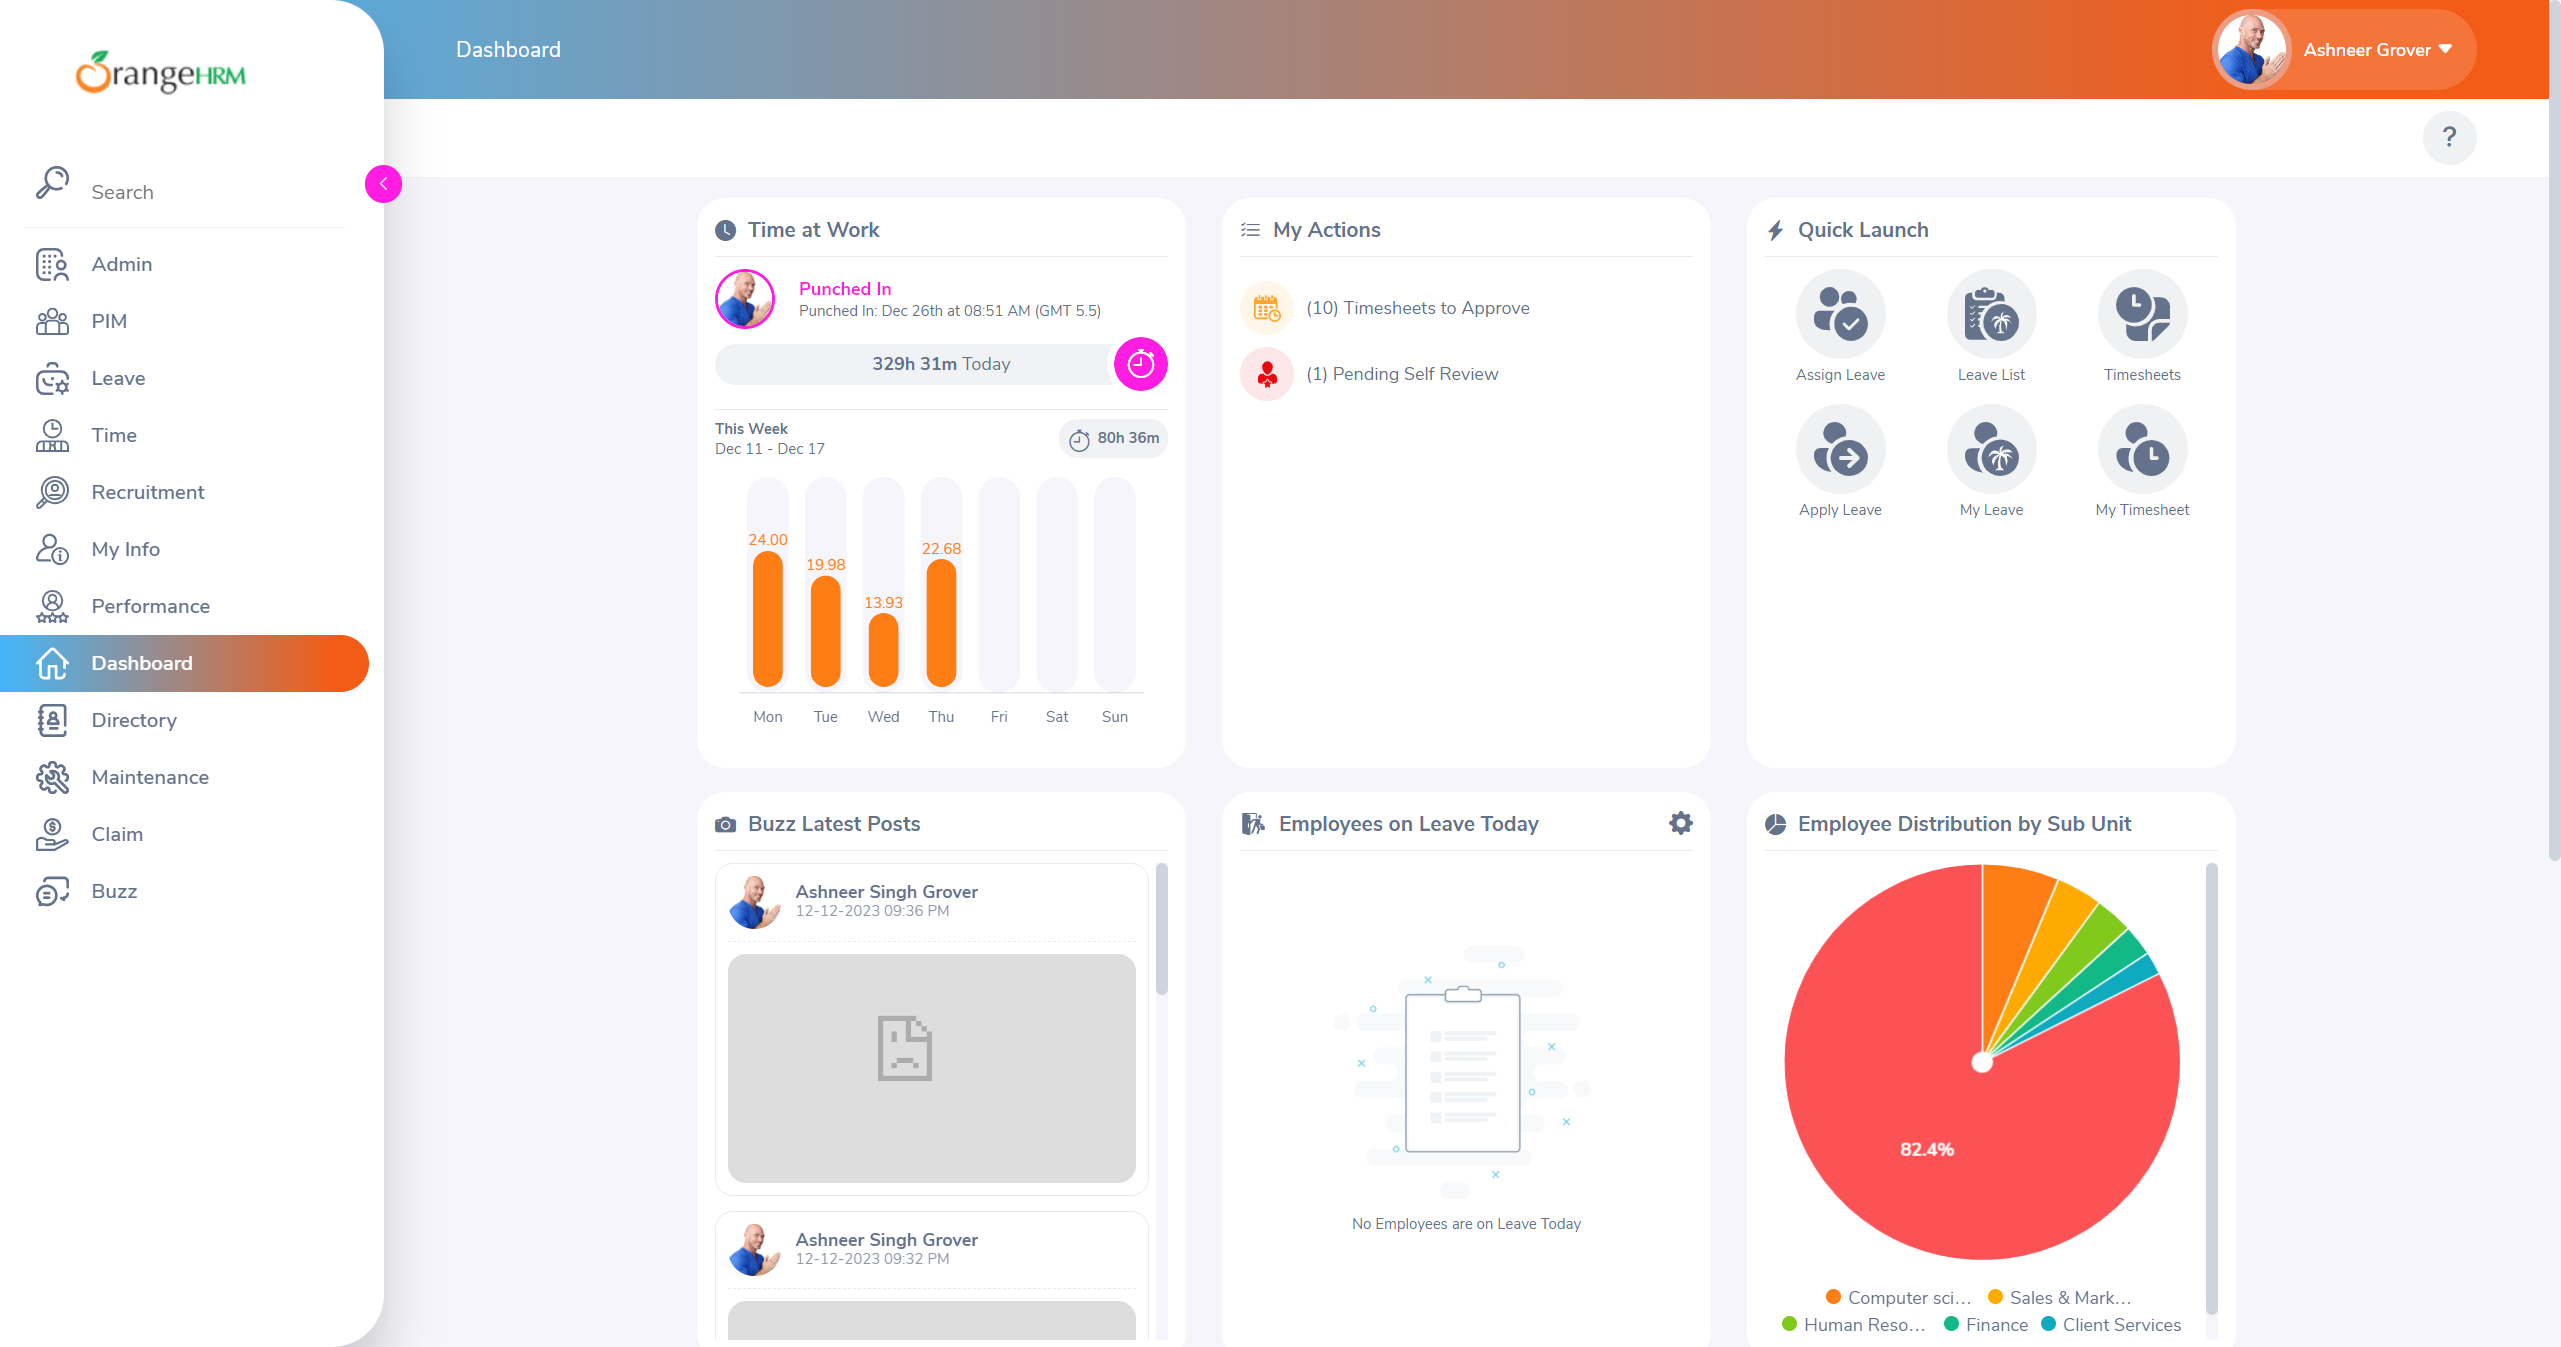 OrangeHRM
Dashboard
Ashneer Grover
?
Search
Admin
PIM
Leave
Time
Recruitment
My Info
Performance
Dashboard
Directory
Maintenance
Claim
Buzz
Time at Work
Punched In
Punched In: Dec 26th at 08:51 AM (GMT 5.5)
329h 31m Today
This Week
Dec 11 - Dec 17
80h 36m
24.00
19.98
13.93
22.68
Mon Tue Wed Thu Fri Sat Sun
My Actions
(10) Timesheets to Approve
(1) Pending Self Review
Quick Launch
Assign Leave
Leave List
Timesheets
Apply Leave
My Leave
My Timesheet
Buzz Latest Posts
Ashneer Singh Grover
12-12-2023 09:36 PM
Ashneer Singh Grover
12-12-2023 09:32 PM
Employees on Leave Today
No Employees are on Leave Today
Employee Distribution by Sub Unit
82.4%
Computer sci... Sales & Mark...
Human Reso... Finance Client Services